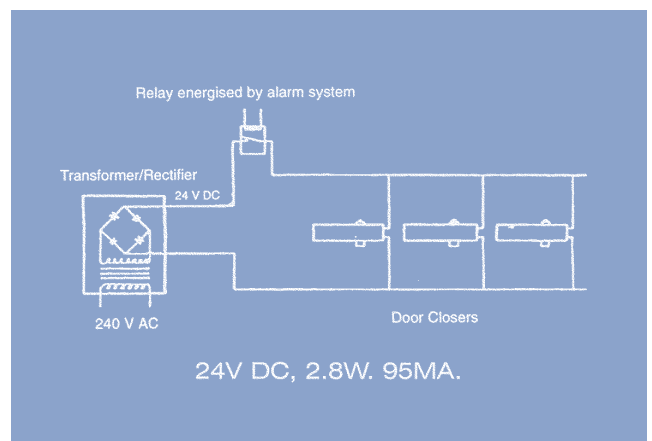 Relay energised by alarm system
Transformer/Rectifier
24 V DC
240 V AC
Door Closers
24V DC, 2.8W. 95MA.